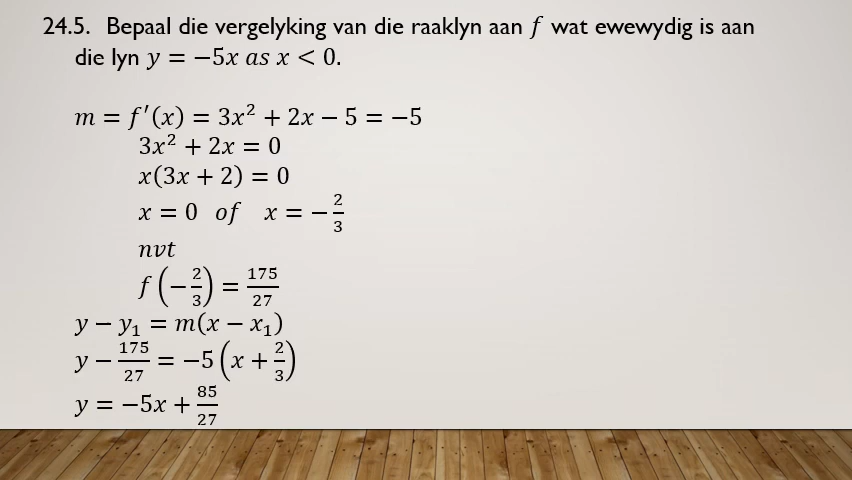 24.5. Bepaal die vergelyking van die raaklyn aan f wat ewewydig is aan
die lyn y = −5x as x < 0.
m = f′(x) = 3x² + 2x − 5 = −5
3x² + 2x = 0
x(3x + 2) = 0
x = 0 of x = −2/3
nvt
f(−2/3) = 175/27
y − y₁ = m(x − x₁)
y − 175/27 = −5(x + 2/3)
y = −5x + 85/27